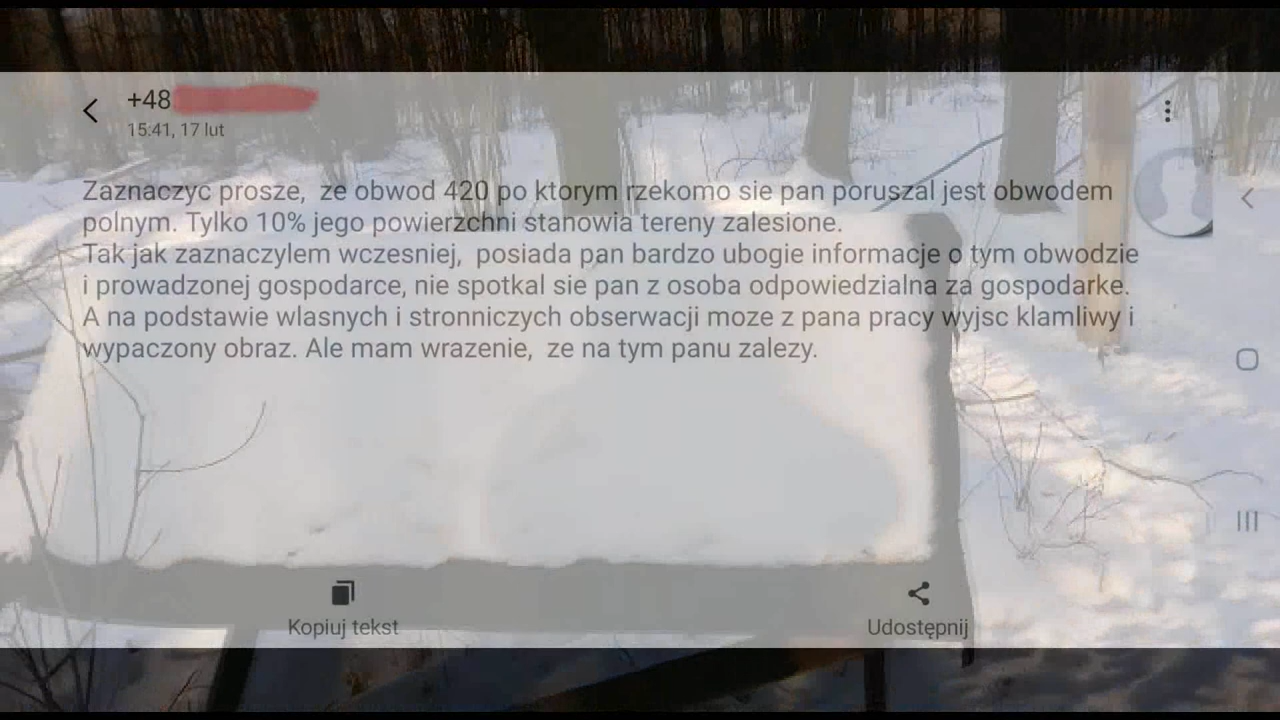 +48
15:41, 17 lut
Zaznaczyc prosze, ze obwod 420 po ktorym rzekomo sie pan poruszal jest obwodem
polnym. Tylko 10% jego powierzchni stanowia tereny zalesione.
Tak jak zaznaczylem wczesniej, posiada pan bardzo ubogie informacje o tym obwodzie
i prowadzonej gospodarce, nie spotkal sie pan z osoba odpowiedzialna za gospodarke.
A na podstawie wlasnych i stronniczych obserwacji moze z pana pracy wyjsc klamliwy i
wypaczony obraz. Ale mam wrazenie, ze na tym panu zalezy.
Kopiuj tekst
Udostępnij